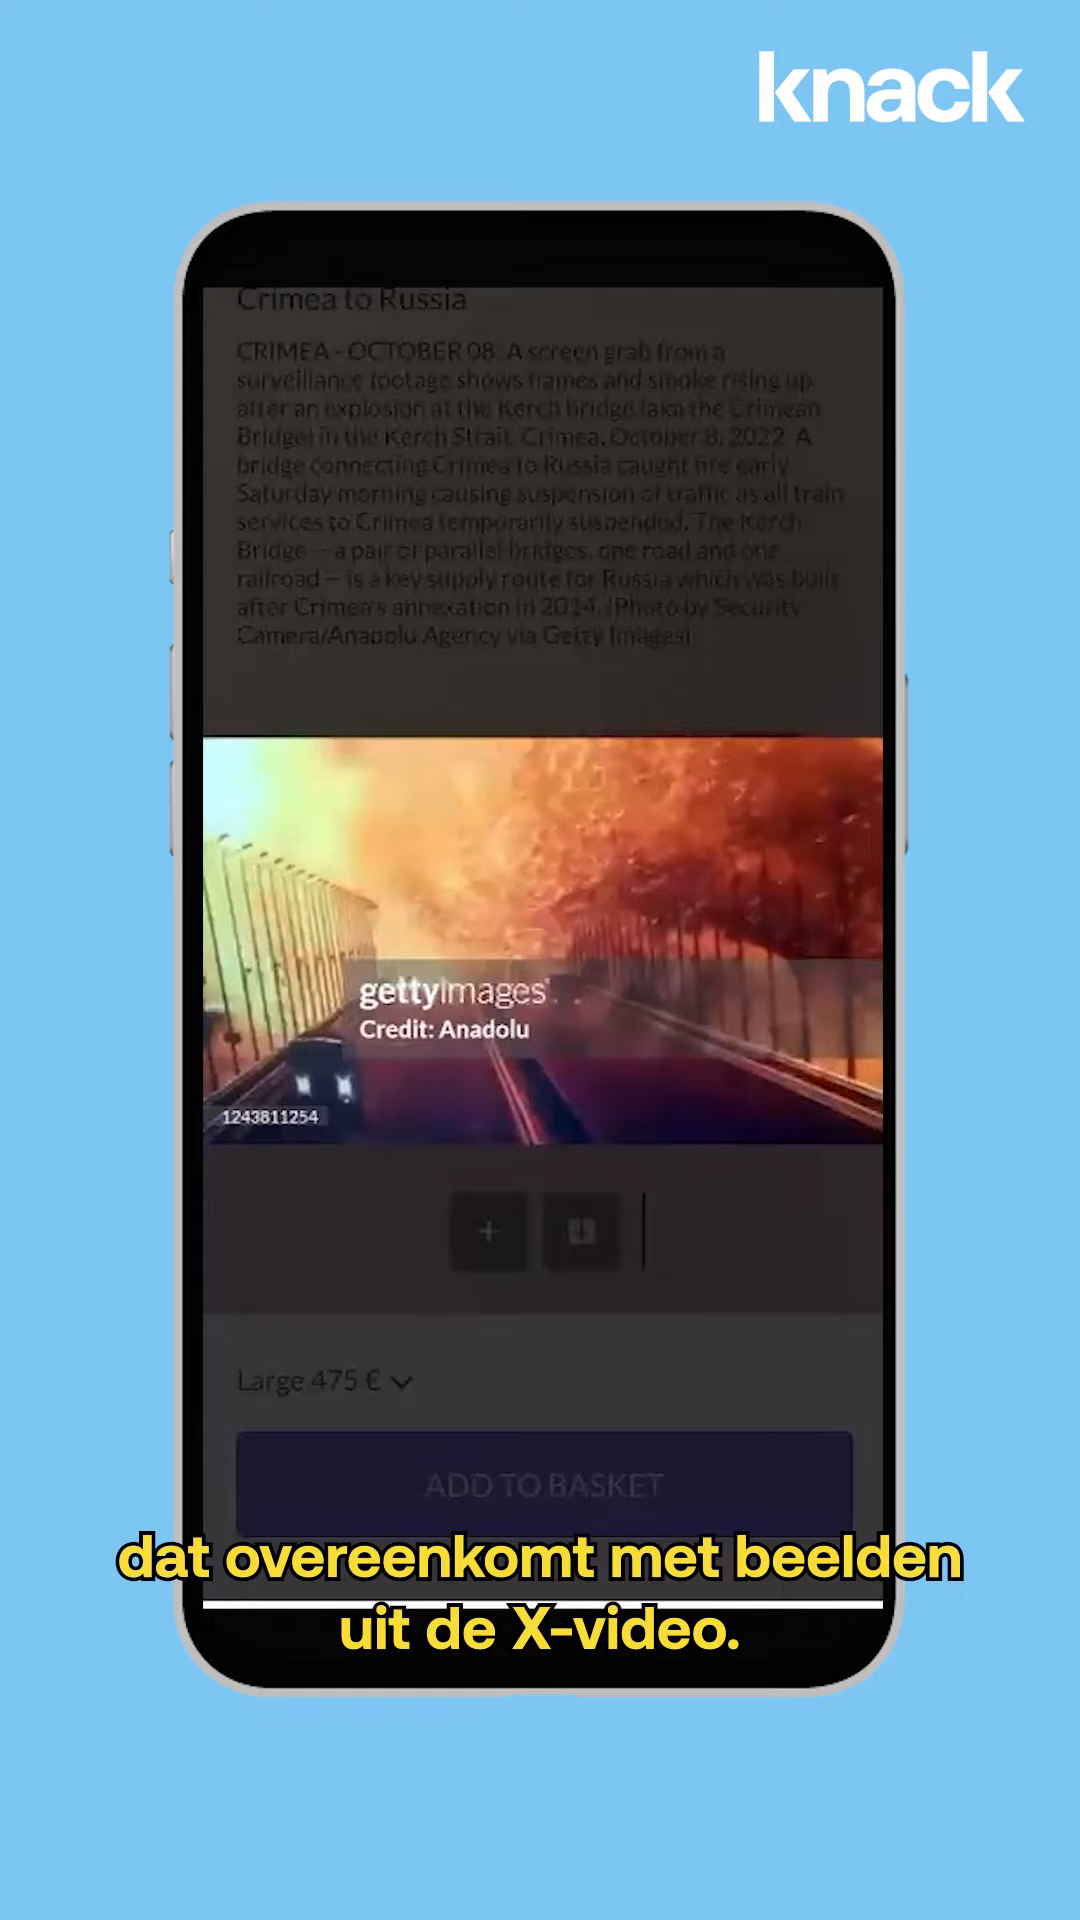 knack
Crimea to Russia
CRIMEA - OCTOBER 08: A screen grab from a
surveillance footage shows flames and smoke rising up
after an explosion at the Kerch bridge (aka the Crimean
Bridge) in the Kerch Strait, Crimea, October 8, 2022. A
bridge connecting Crimea to Russia caught fire early
Saturday morning causing suspension of traffic as all train
services to Crimea temporarily suspended. The Kerch
Bridge – a pair of parallel bridges, one road and one
railroad – is a key supply route for Russia which was built
after Crimea's annexation in 2014. (Photo by Security
Camera/Anadolu Agency via Getty Images)
gettyimages®
Credit: Anadolu
1243811254
Large 475 €
ADD TO BASKET
dat overeenkomt met beelden
uit de X-video.